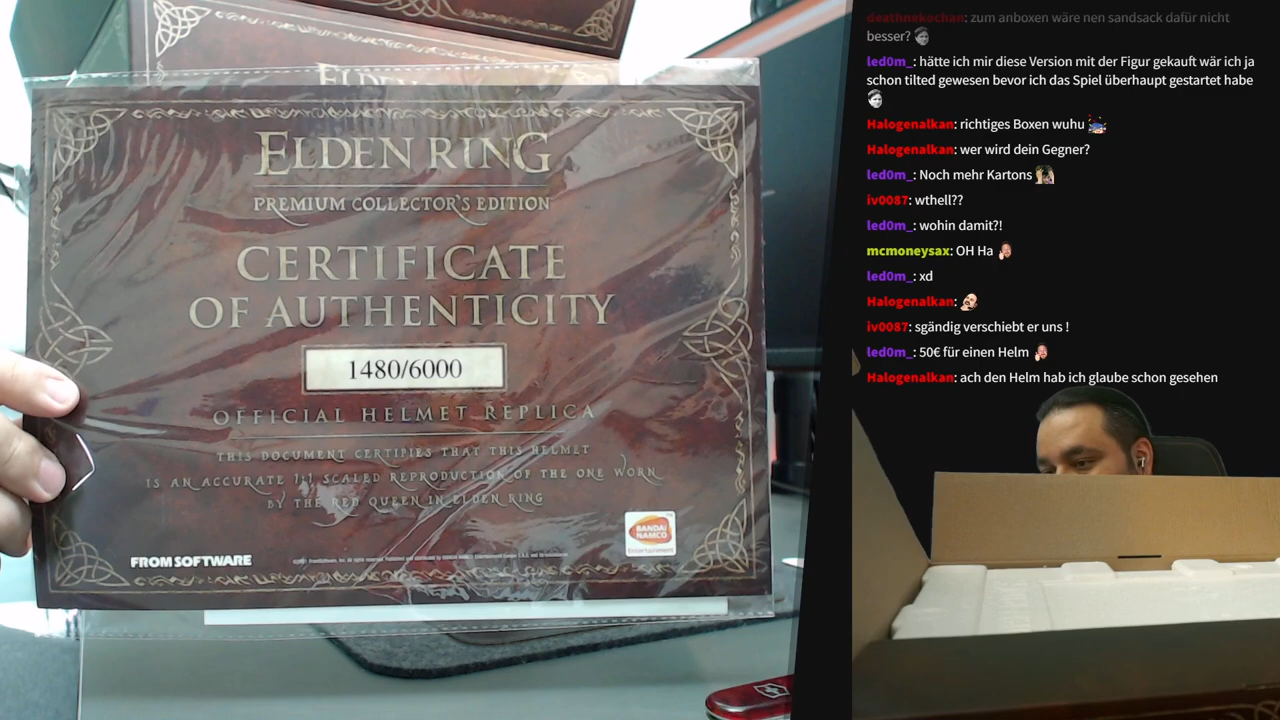 ELDEN RING
ELDEN RING
PREMIUM COLLECTOR'S EDITION
CERTIFICATE
OF AUTHENTICITY
1480/6000
OFFICIAL HELMET REPLICA
THIS DOCUMENT CERTIFIES THAT THIS HELMET
IS AN ACCURATE 1:1 SCALED REPRODUCTION OF THE ONE WORN
BY THE RED QUEEN IN ELDEN RING
FROMSOFTWARE
BANDAI
NAMCO
Entertainment
deathnekochan: zum anboxen wäre nen sandsack dafür nicht
besser?
led0m_: hätte ich mir diese Version mit der Figur gekauft wär ich ja
schon tilted gewesen bevor ich das Spiel überhaupt gestartet habe
Halogenalkan: richtiges Boxen wuhu
Halogenalkan: wer wird dein Gegner?
led0m_: Noch mehr Kartons
iv0087: wthell??
led0m_: wohin damit?!
mcmoneysax: OH Ha
led0m_: xd
Halogenalkan:
iv0087: sgändig verschiebt er uns !
led0m_: 50€ für einen Helm
Halogenalkan: ach den Helm hab ich glaube schon gesehen